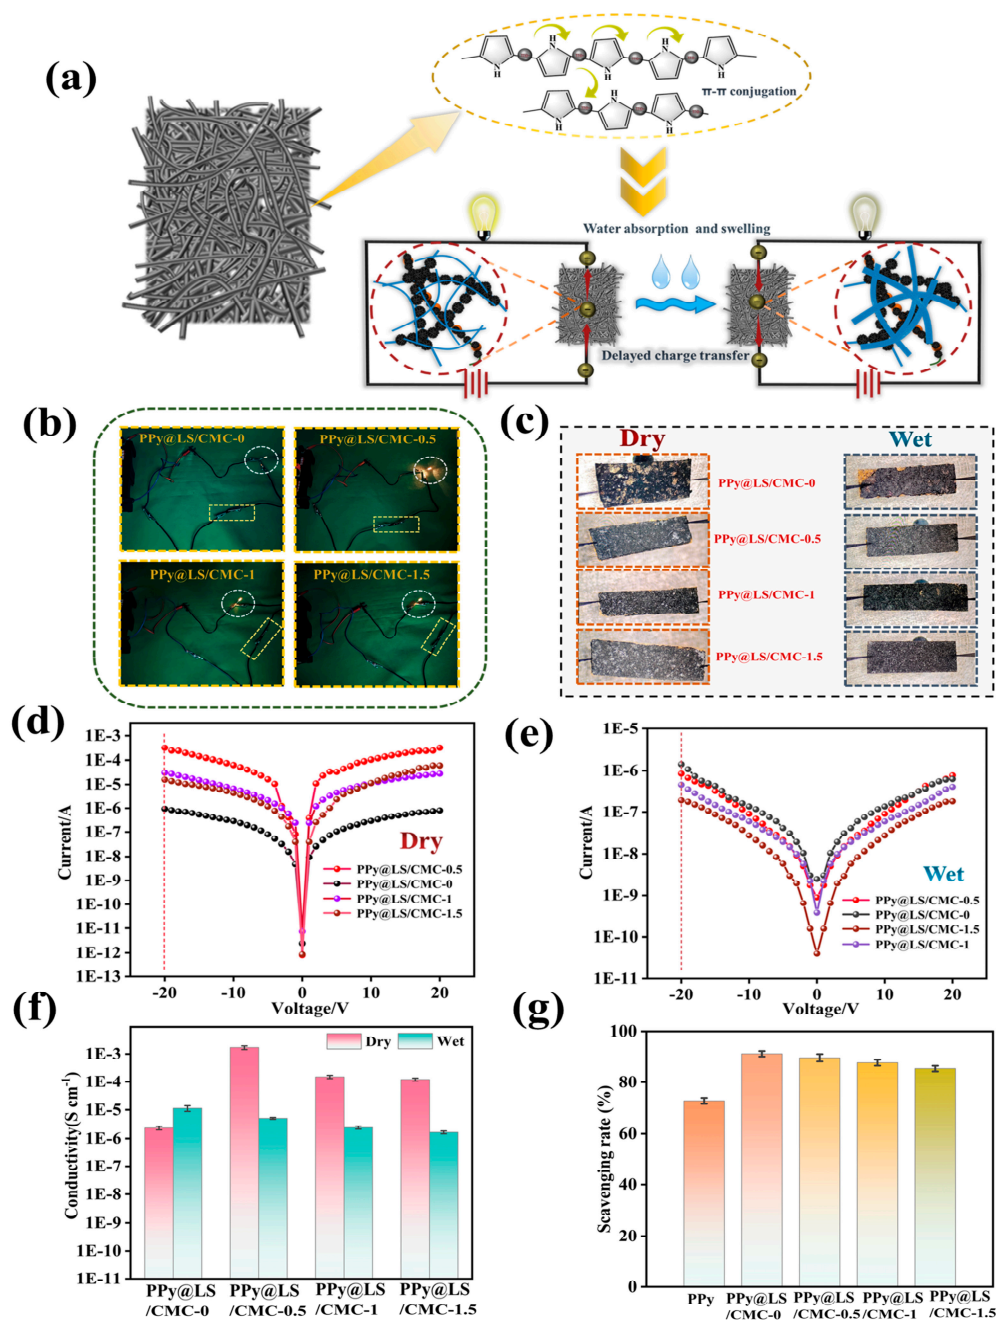 (a)
H
N
H
N
N
H
N
H
N
H
π-π conjugation
H
N
N
H
N
H
Water absorption and swelling
Delayed charge transfer
(b)
PPy@LS/CMC-0
PPy@LS/CMC-0.5
PPy@LS/CMC-1
PPy@LS/CMC-1.5
(c)
Dry
Wet
PPy@LS/CMC-0
PPy@LS/CMC-0.5
PPy@LS/CMC-1
PPy@LS/CMC-1.5
(d)
Current/A
1E-3
1E-4
1E-5
1E-6
1E-7
1E-8
1E-9
1E-10
1E-11
1E-12
1E-13
Dry
PPy@LS/CMC-0.5
PPy@LS/CMC-0
PPy@LS/CMC-1
PPy@LS/CMC-1.5
-20
-10
0
10
20
Voltage/V
(e)
Current/A
1E-5
1E-6
1E-7
1E-8
1E-9
1E-10
1E-11
Wet
PPy@LS/CMC-0.5
PPy@LS/CMC-0
PPy@LS/CMC-1.5
PPy@LS/CMC-1
-20
-10
0
10
20
Voltage/V
(f)
Conductivity(S cm⁻¹)
1E-3
1E-4
1E-5
1E-6
1E-7
1E-8
1E-9
1E-10
1E-11
Dry
Wet
PPy@LS
/CMC-0
PPy@LS
/CMC-0.5
PPy@LS
/CMC-1
PPy@LS
/CMC-1.5
(g)
Scavenging rate (%)
100
80
60
40
20
0
PPy
PPy@LS
/CMC-0
PPy@LS
/CMC-0.5
PPy@LS
/CMC-1
PPy@LS
/CMC-1.5